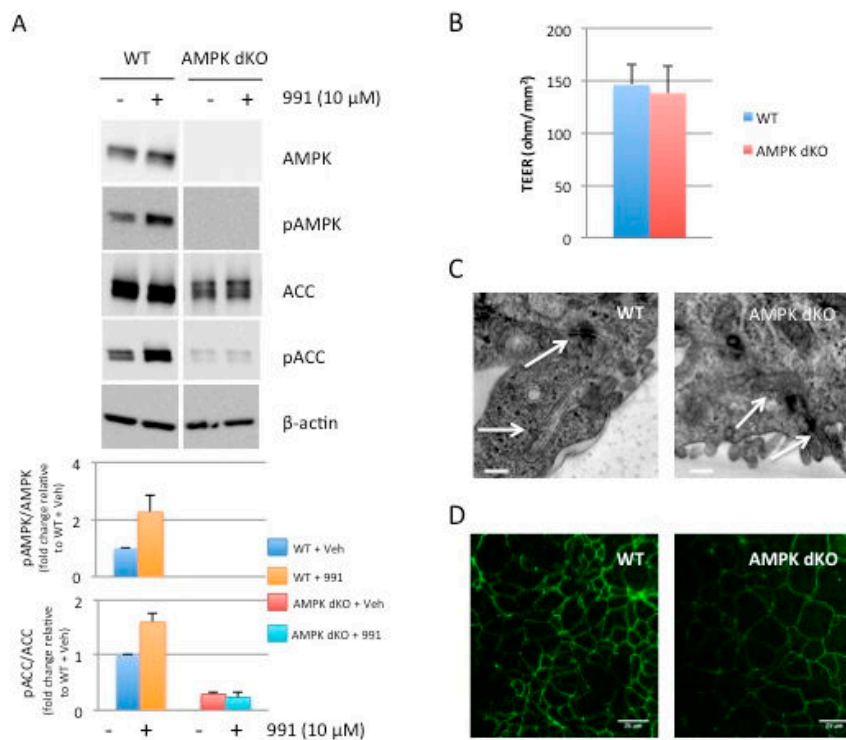 A
WT AMPK dKO
- + - + 991 (10 µM)
AMPK
pAMPK
ACC
pACC
β-actin
pAMPK/AMPK
(fold change relative
to WT + Veh)
4
2
0
WT + Veh
WT + 991
AMPK dKO + Veh
AMPK dKO + 991
pACC/ACC
(fold change relative
to WT + Veh)
2
1
0
- + - + 991 (10 µM)
B
TEER (ohm/mm²)
200
150
100
50
0
WT
AMPK dKO
C
WT
AMPK dKO
D
WT
AMPK dKO